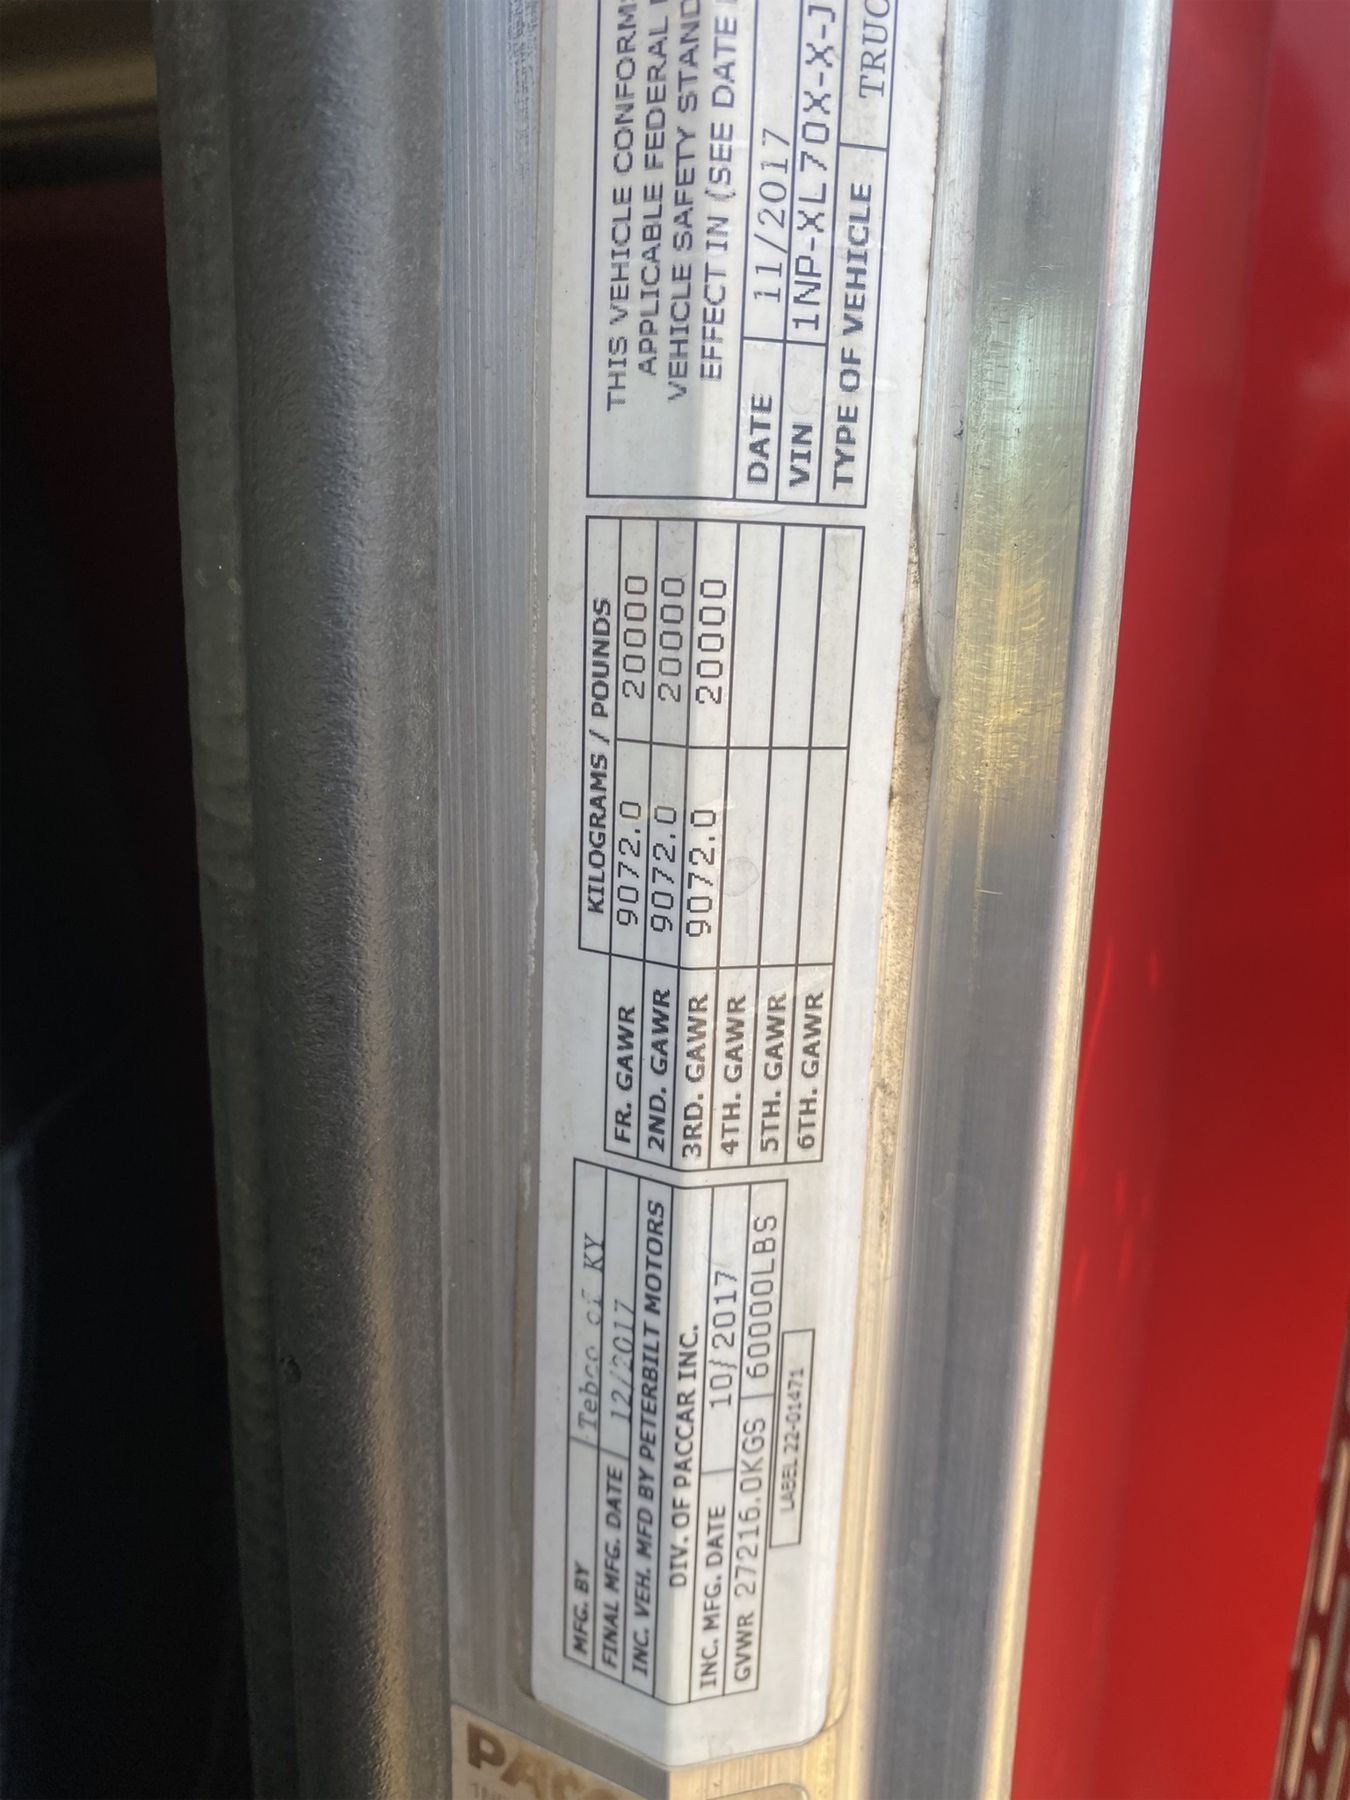 MFG. BY Tebco of KY
FINAL MFG. DATE 12/2017
INC. VEH. MFD BY PETERBILT MOTORS
DIV. OF PACCAR INC.
INC. MFG. DATE 10/2017
GVWR 27216.0KGS 60000LBS
LABEL 22-01471
KILOGRAMS / POUNDS
FR. GAWR 9072.0 20000
2ND. GAWR 9072.0 20000
3RD. GAWR 9072.0 20000
4TH. GAWR
5TH. GAWR
6TH. GAWR
THIS VEHICLE CONFORM
APPLICABLE FEDERAL
VEHICLE SAFETY STAND
EFFECT IN (SEE DATE
DATE 11/2017
VIN 1NP-XL70X-X-J
TYPE OF VEHICLE TRUC